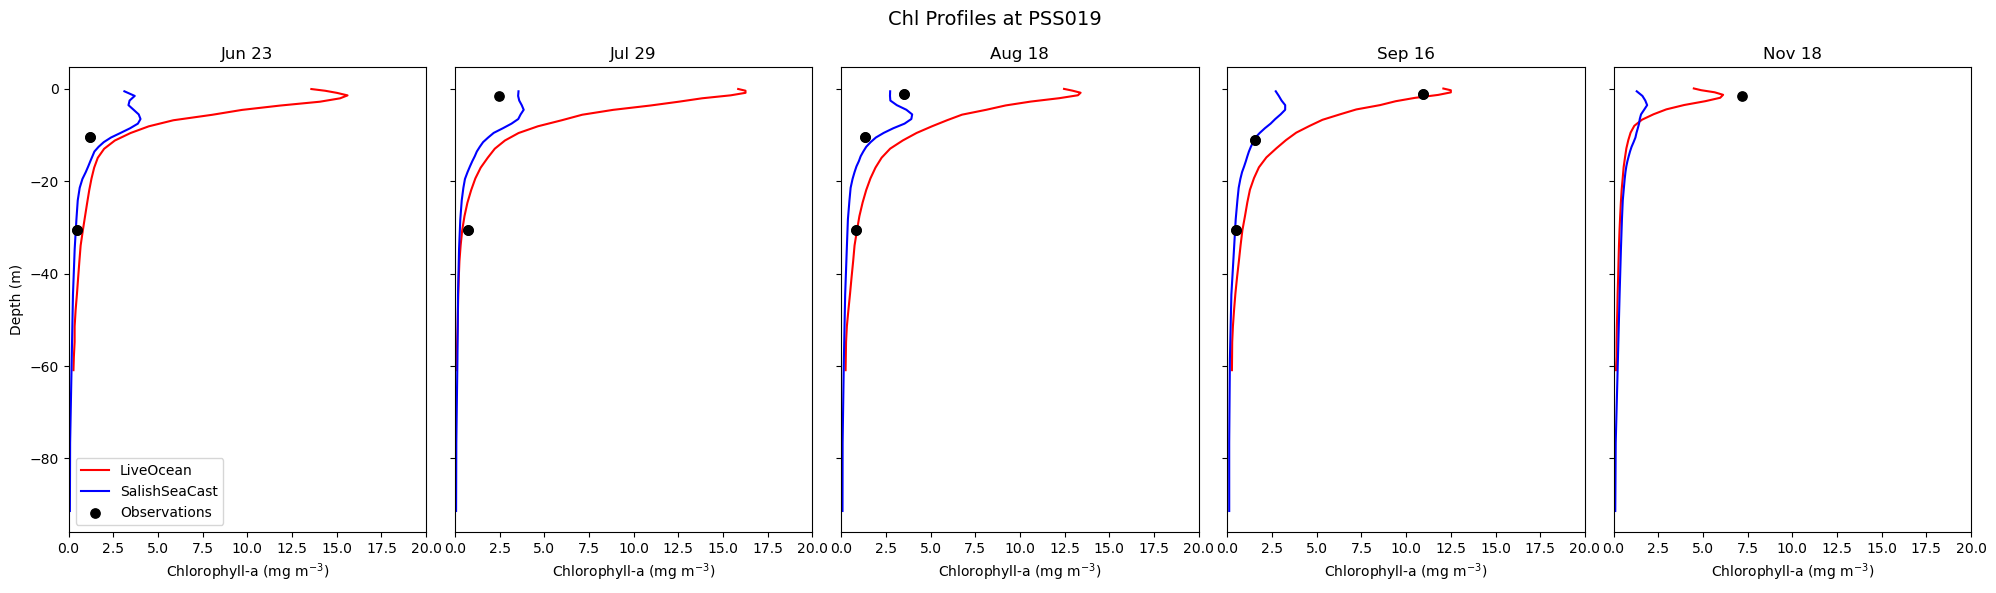 Chl Profiles at PSS019
Jun 23
Jul 29
Aug 18
Sep 16
Nov 18
Depth (m)
0
−20
−40
−60
−80
LiveOcean
SalishSeaCast
Observations
0.0 2.5 5.0 7.5 10.0 12.5 15.0 17.5 20.0
0.0 2.5 5.0 7.5 10.0 12.5 15.0 17.5 20.0
0.0 2.5 5.0 7.5 10.0 12.5 15.0 17.5 20.0
0.0 2.5 5.0 7.5 10.0 12.5 15.0 17.5 20.0
0.0 2.5 5.0 7.5 10.0 12.5 15.0 17.5 20.0
Chlorophyll-a (mg m⁻³)
Chlorophyll-a (mg m⁻³)
Chlorophyll-a (mg m⁻³)
Chlorophyll-a (mg m⁻³)
Chlorophyll-a (mg m⁻³)